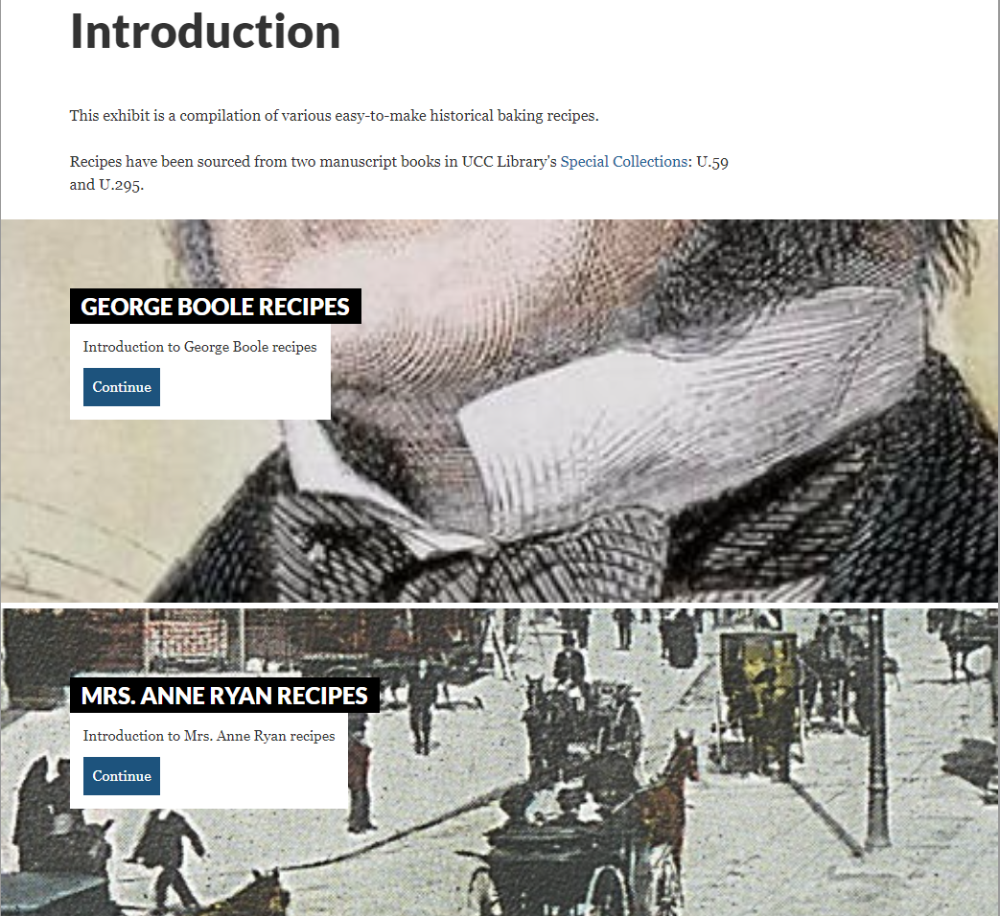 Introduction
This exhibit is a compilation of various easy-to-make historical baking recipes.
Recipes have been sourced from two manuscript books in UCC Library's Special Collections: U.59
and U.295.
GEORGE BOOLE RECIPES
Introduction to George Boole recipes
Continue
MRS. ANNE RYAN RECIPES
Introduction to Mrs. Anne Ryan recipes
Continue